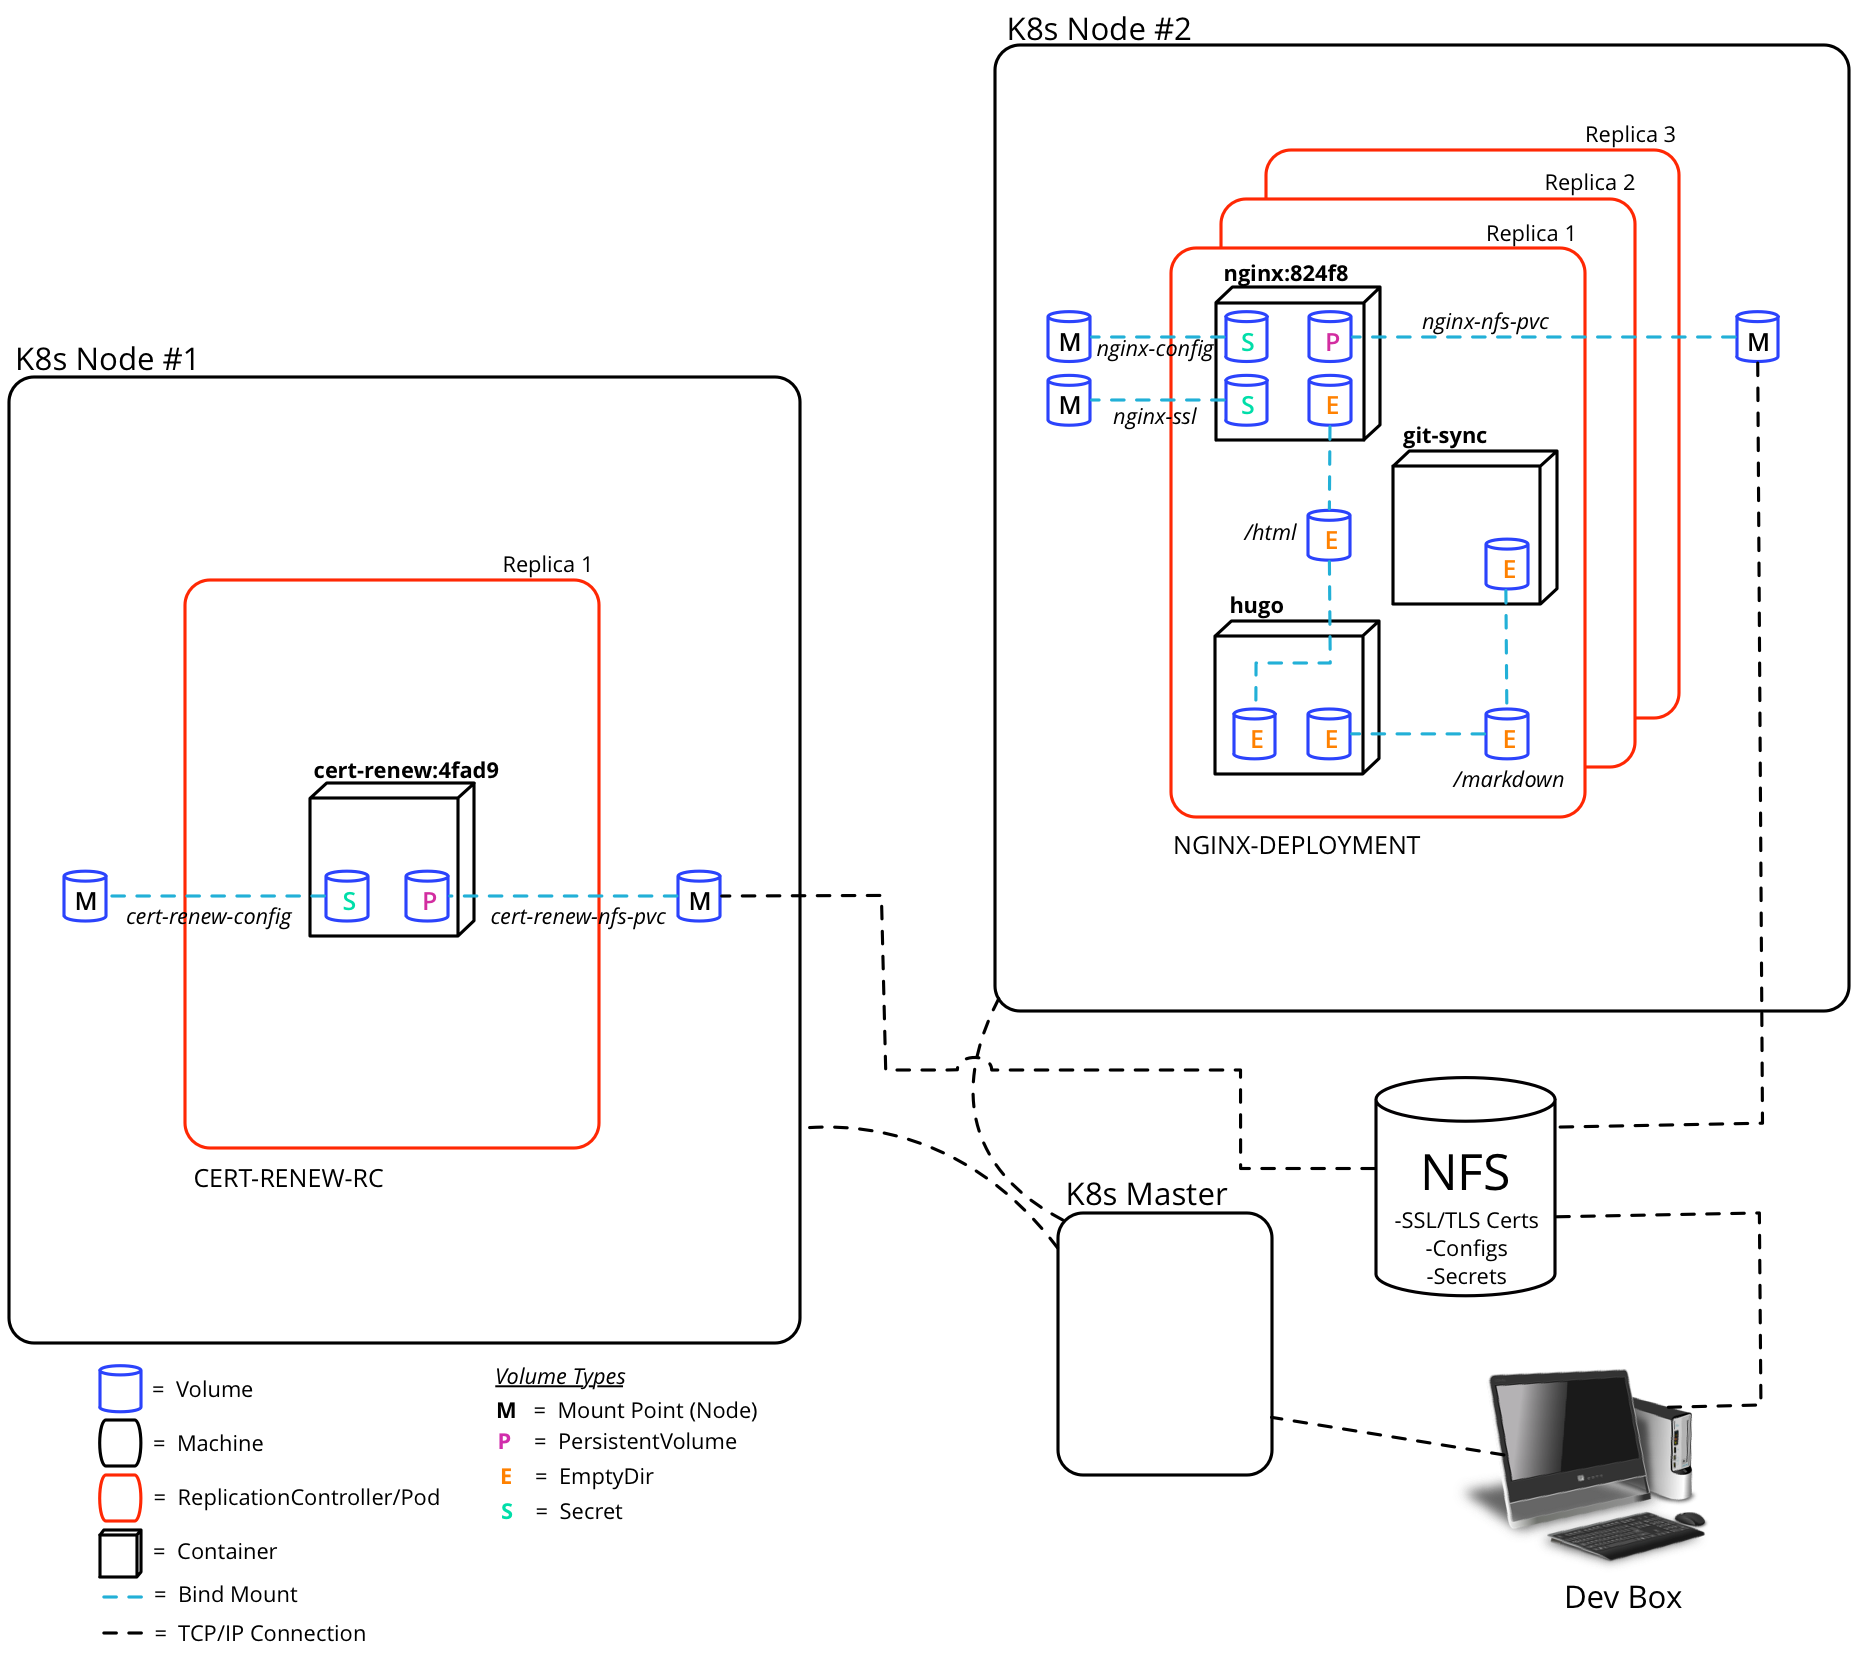 K8s Node #2
Replica 3
Replica 2
Replica 1
nginx:824f8
M
S
P
nginx-nfs-pvc
M
nginx-config
M
S
E
nginx-ssl
git-sync
/html
E
E
hugo
E
E
E
/markdown
NGINX-DEPLOYMENT
K8s Node #1
Replica 1
cert-renew:4fad9
M
S
P
M
cert-renew-config
cert-renew-nfs-pvc
CERT-RENEW-RC
K8s Master
NFS
-SSL/TLS Certs
-Configs
-Secrets
Dev Box
= Volume
= Machine
= ReplicationController/Pod
= Container
= Bind Mount
= TCP/IP Connection
Volume Types
M = Mount Point (Node)
P = PersistentVolume
E = EmptyDir
S = Secret